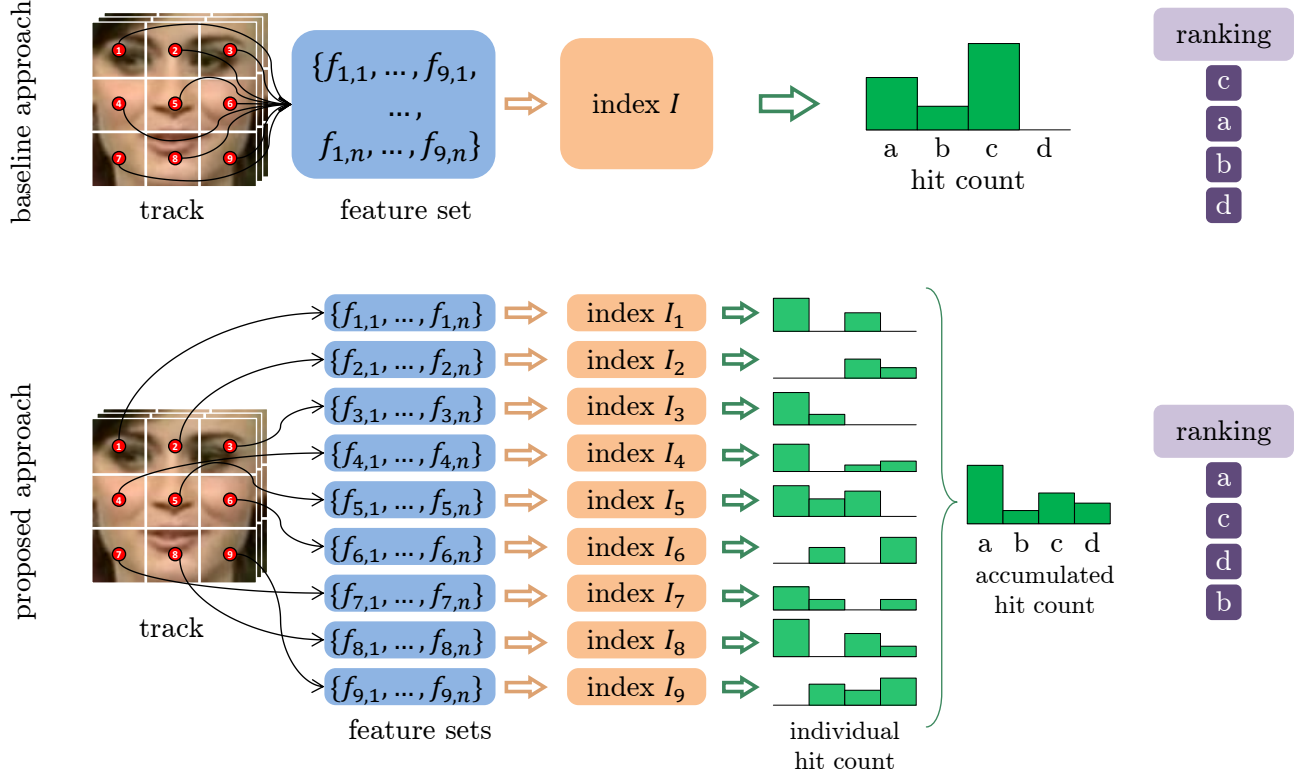 baseline approach
1 2 3
4 5 6
7 8 9
track
{f1,1, ... , f9,1,
... ,
f1,n, ... , f9,n}
feature set
index I
a b c d
hit count
ranking
c
a
b
d
proposed approach
1 2 3
4 5 6
7 8 9
track
{f1,1, ... , f1,n}
index I1
{f2,1, ... , f2,n}
index I2
{f3,1, ... , f3,n}
index I3
{f4,1, ... , f4,n}
index I4
{f5,1, ... , f5,n}
index I5
{f6,1, ... , f6,n}
index I6
{f7,1, ... , f7,n}
index I7
{f8,1, ... , f8,n}
index I8
{f9,1, ... , f9,n}
index I9
feature sets
individual
hit count
a b c d
accumulated
hit count
ranking
a
c
d
b